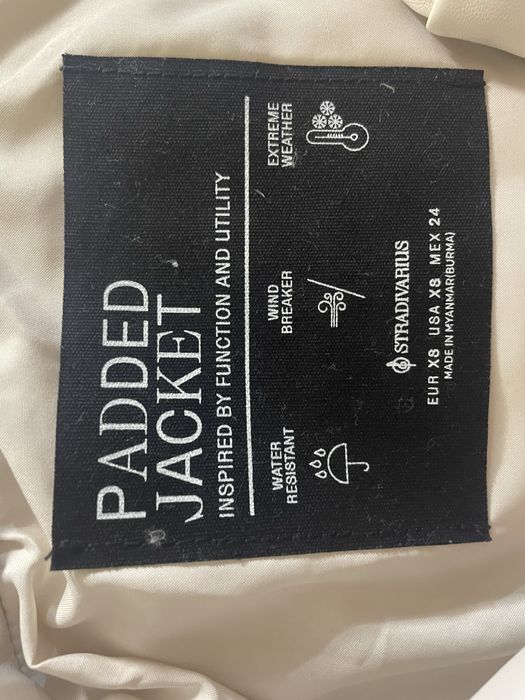 PADDED
JACKET
INSPIRED BY FUNCTION AND UTILITY
WATER
RESISTANT
WIND
BREAKER
EXTREME
WEATHER
STRADIVARIUS
EUR XS USA XS MEX 24
MADE IN MYANMAR(BURMA)